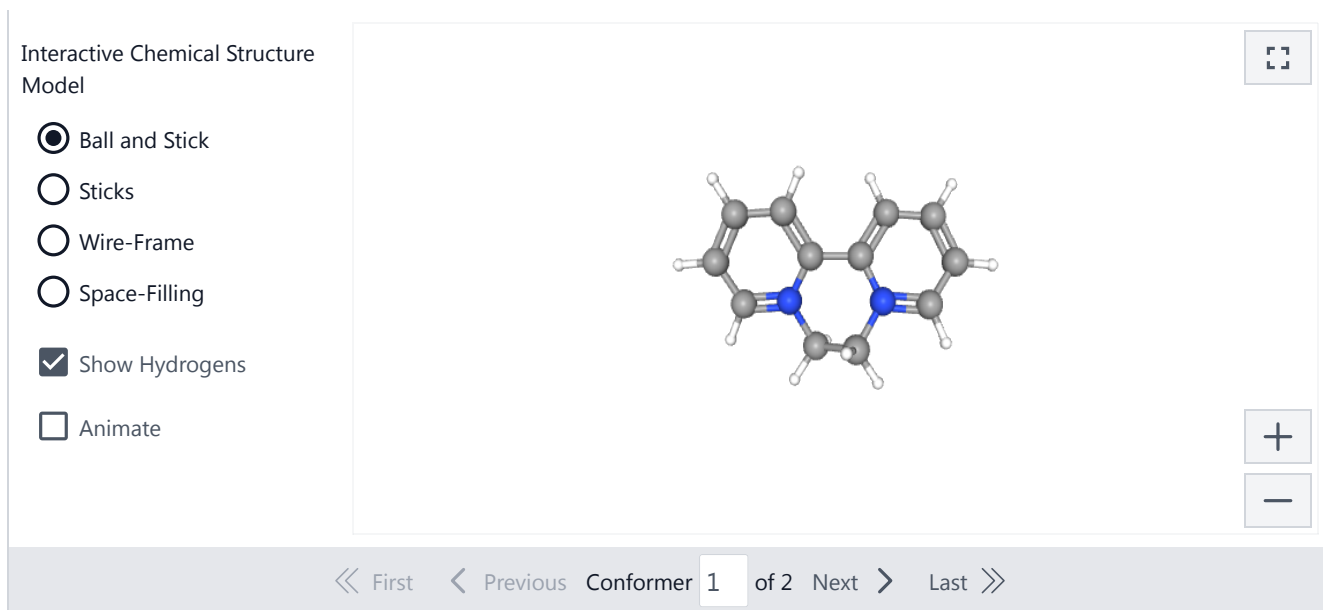 Interactive Chemical Structure
Model
Ball and Stick
Sticks
Wire-Frame
Space-Filling
Show Hydrogens
Animate
First Previous Conformer 1 of 2 Next Last